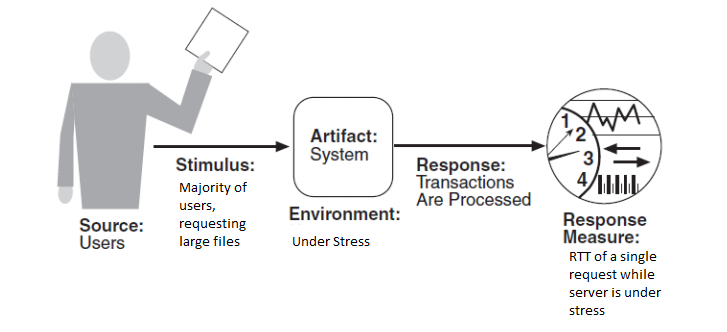 Source:
Users
Stimulus:
Majority of
users,
requesting
large files
Artifact:
System
Environment:
Under Stress
Response:
Transactions
Are Processed
1
2
3
4
Response
Measure:
RTT of a single
request while
server is under
stress